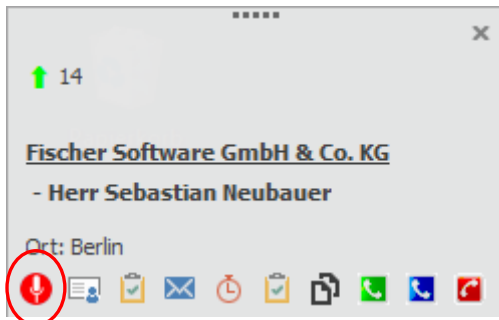 14
Fischer Software GmbH & Co. KG
- Herr Sebastian Neubauer
Ort: Berlin